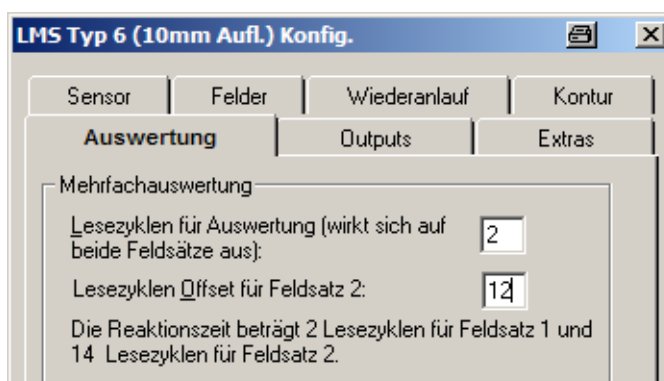 LMS Typ 6 (10mm Aufl.) Konfig.
Sensor Felder Wiederanlauf Kontur
Auswertung Outputs Extras
Mehrfachauswertung
Lesezyklen für Auswertung (wirkt sich auf
beide Feldsätze aus):
2
Lesezyklen Offset für Feldsatz 2:
12
Die Reaktionszeit beträgt 2 Lesezyklen für Feldsatz 1 und
14 Lesezyklen für Feldsatz 2.